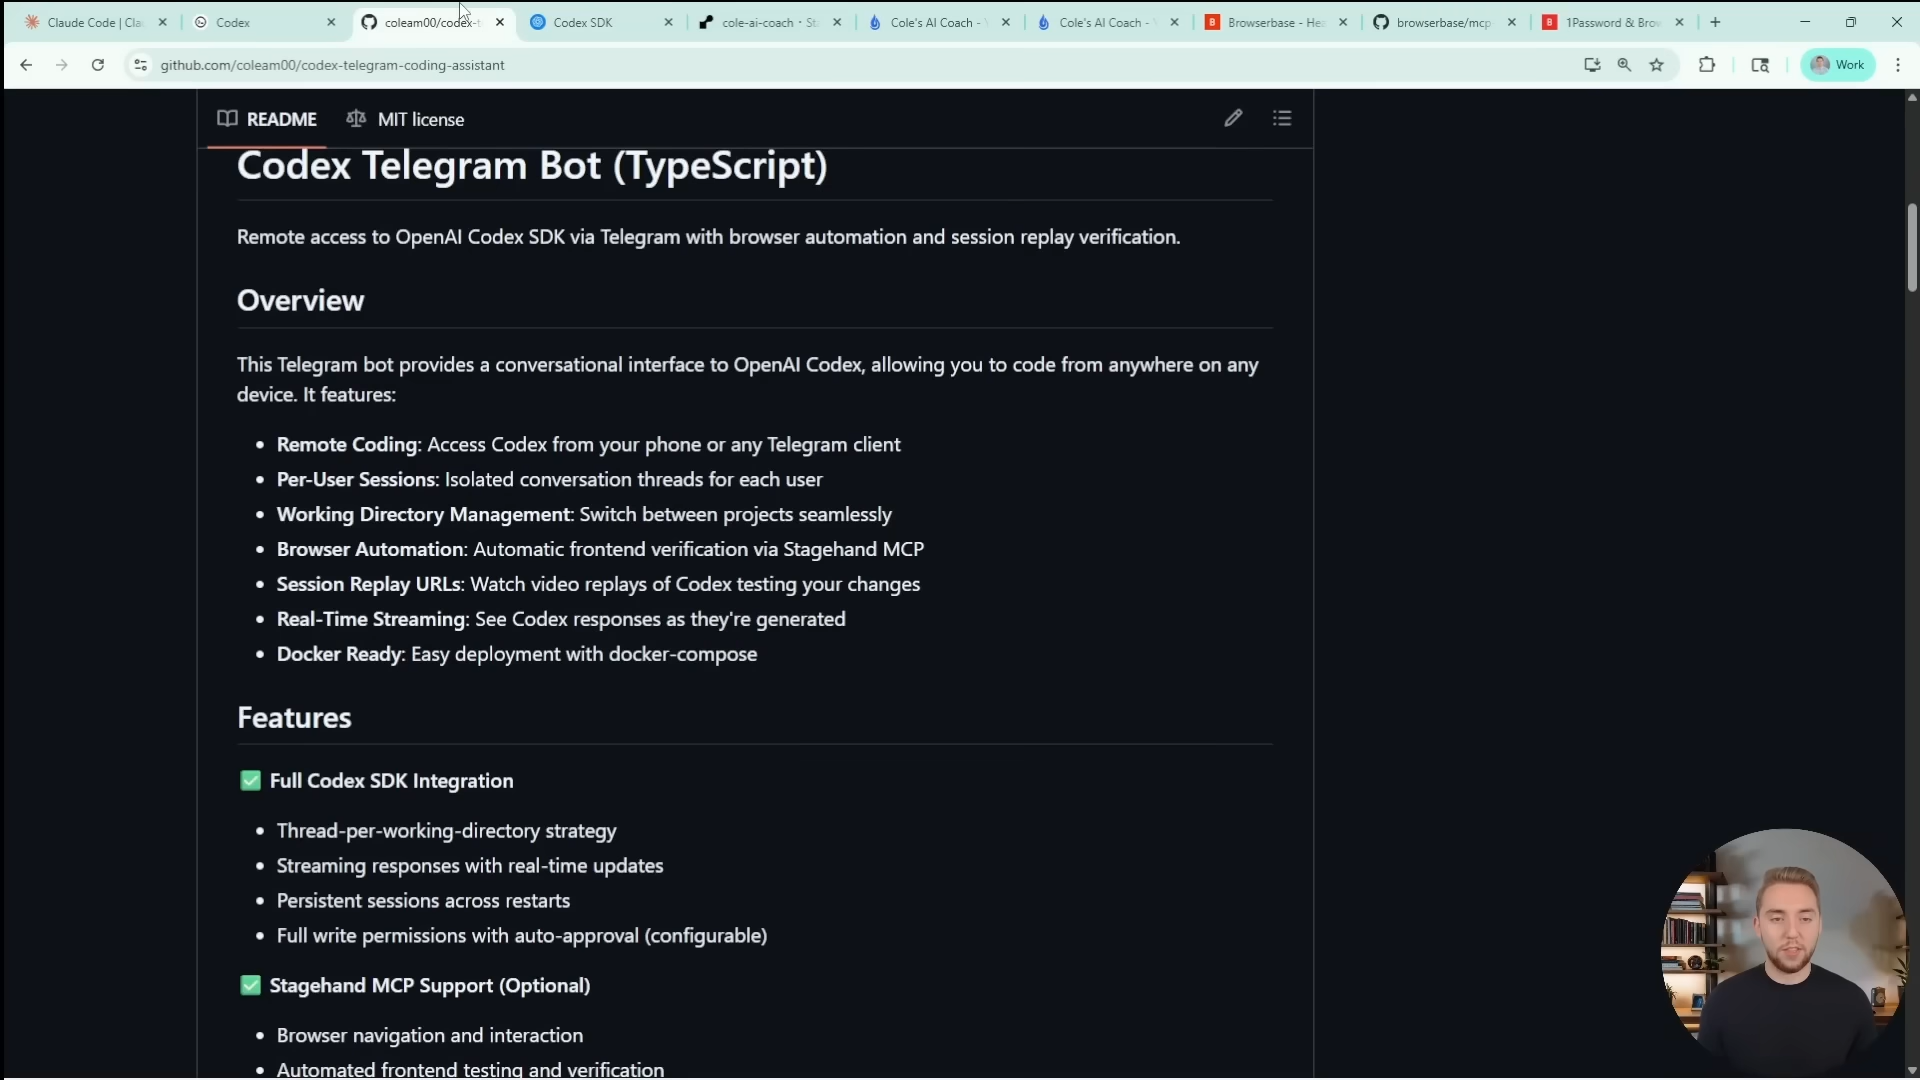 Claude Code | Cla
Codex
coleam00/codex-t
Codex SDK
cole-ai-coach · St
Cole's AI Coach -
Cole's AI Coach -
Browserbase - Hea
browserbase/mcp
1Password & Brow
github.com/coleam00/codex-telegram-coding-assistant
Work
README
MIT license
Codex Telegram Bot (TypeScript)
Remote access to OpenAI Codex SDK via Telegram with browser automation and session replay verification.
Overview
This Telegram bot provides a conversational interface to OpenAI Codex, allowing you to code from anywhere on any
device. It features:
• Remote Coding: Access Codex from your phone or any Telegram client
• Per-User Sessions: Isolated conversation threads for each user
• Working Directory Management: Switch between projects seamlessly
• Browser Automation: Automatic frontend verification via Stagehand MCP
• Session Replay URLs: Watch video replays of Codex testing your changes
• Real-Time Streaming: See Codex responses as they're generated
• Docker Ready: Easy deployment with docker-compose
Features
✅ Full Codex SDK Integration
• Thread-per-working-directory strategy
• Streaming responses with real-time updates
• Persistent sessions across restarts
• Full write permissions with auto-approval (configurable)
✅ Stagehand MCP Support (Optional)
• Browser navigation and interaction
• Automated frontend testing and verification